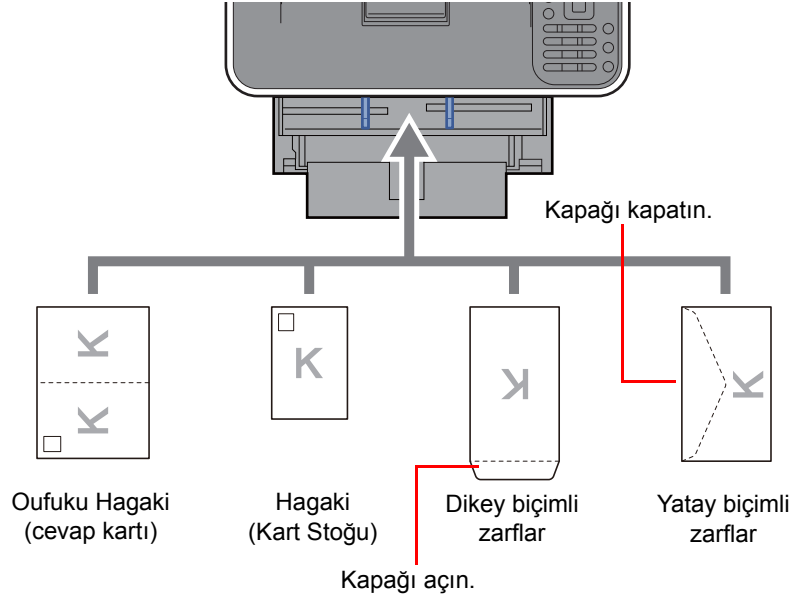 Kapağı kapatın.
K
K
K
K
K
Oufuku Hagaki
(cevap kartı)
Hagaki
(Kart Stoğu)
Dikey biçimli
zarflar
Yatay biçimli
zarflar
Kapağı açın.